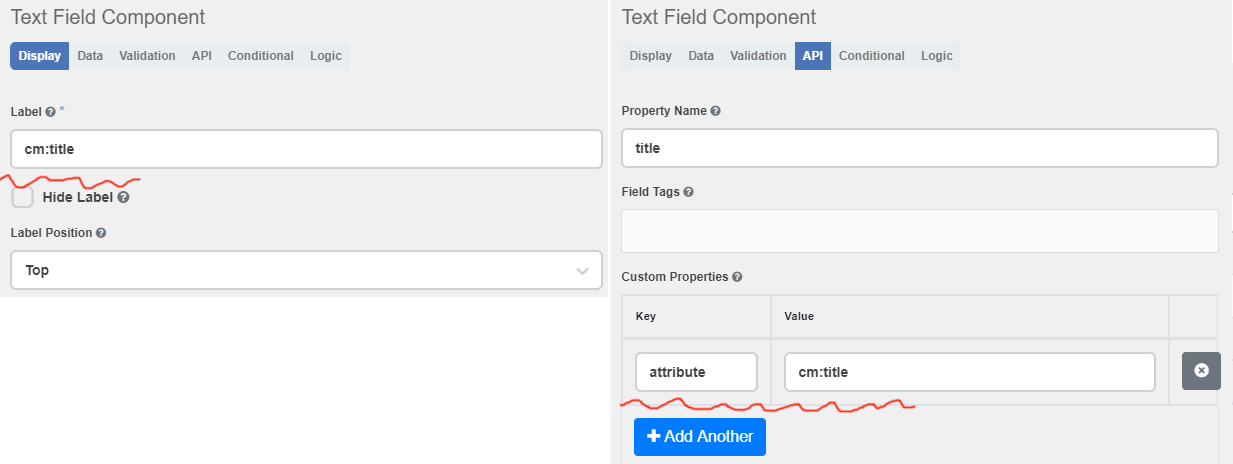 Text Field Component
Display Data Validation API Conditional Logic
Label *
cm:title
Hide Label
Label Position
Top
Text Field Component
Display Data Validation API Conditional Logic
Property Name
title
Field Tags
Custom Properties
Key Value
attribute cm:title
Add Another